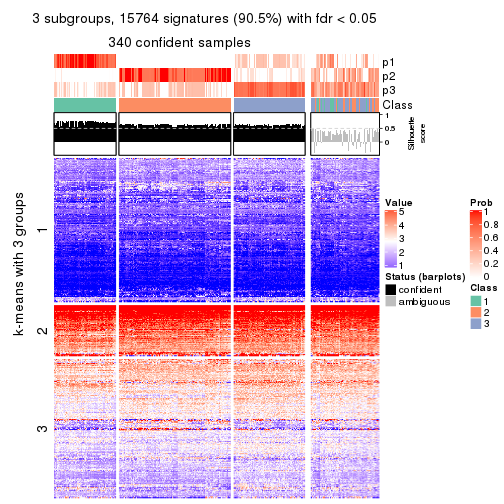 3 subgroups, 15764 signatures (90.5%) with fdr < 0.05
340 confident samples
p1
p2
p3
Class
1
0.5
0
Silhouette
score
k-means with 3 groups
1
2
3
Value
5
4
3
2
1
Status (barplots)
confident
ambiguous
Prob
1
0.8
0.6
0.4
0.2
0
Class
1
2
3